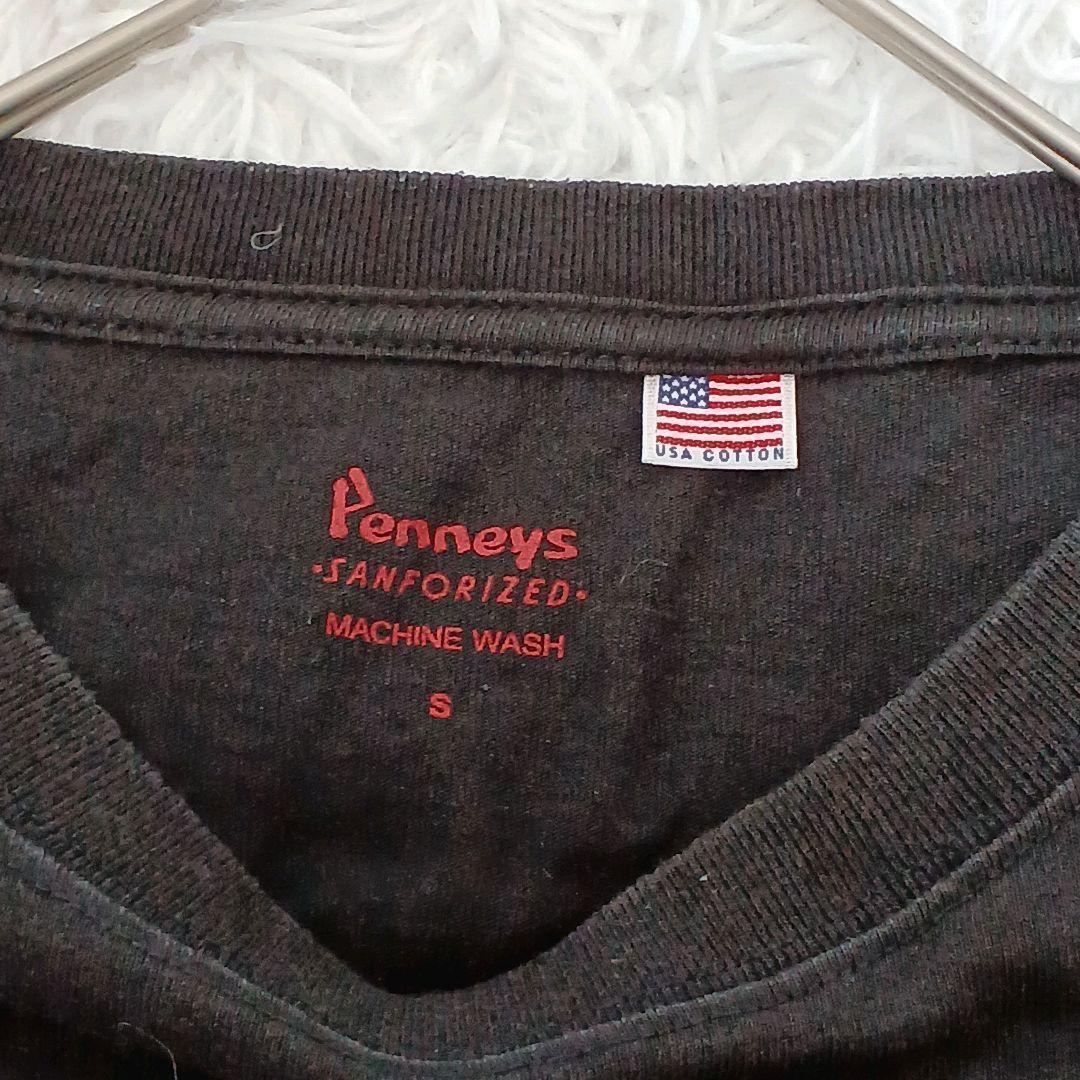 USA COTTON
Penneys
·SANFORIZED·
MACHINE WASH
S